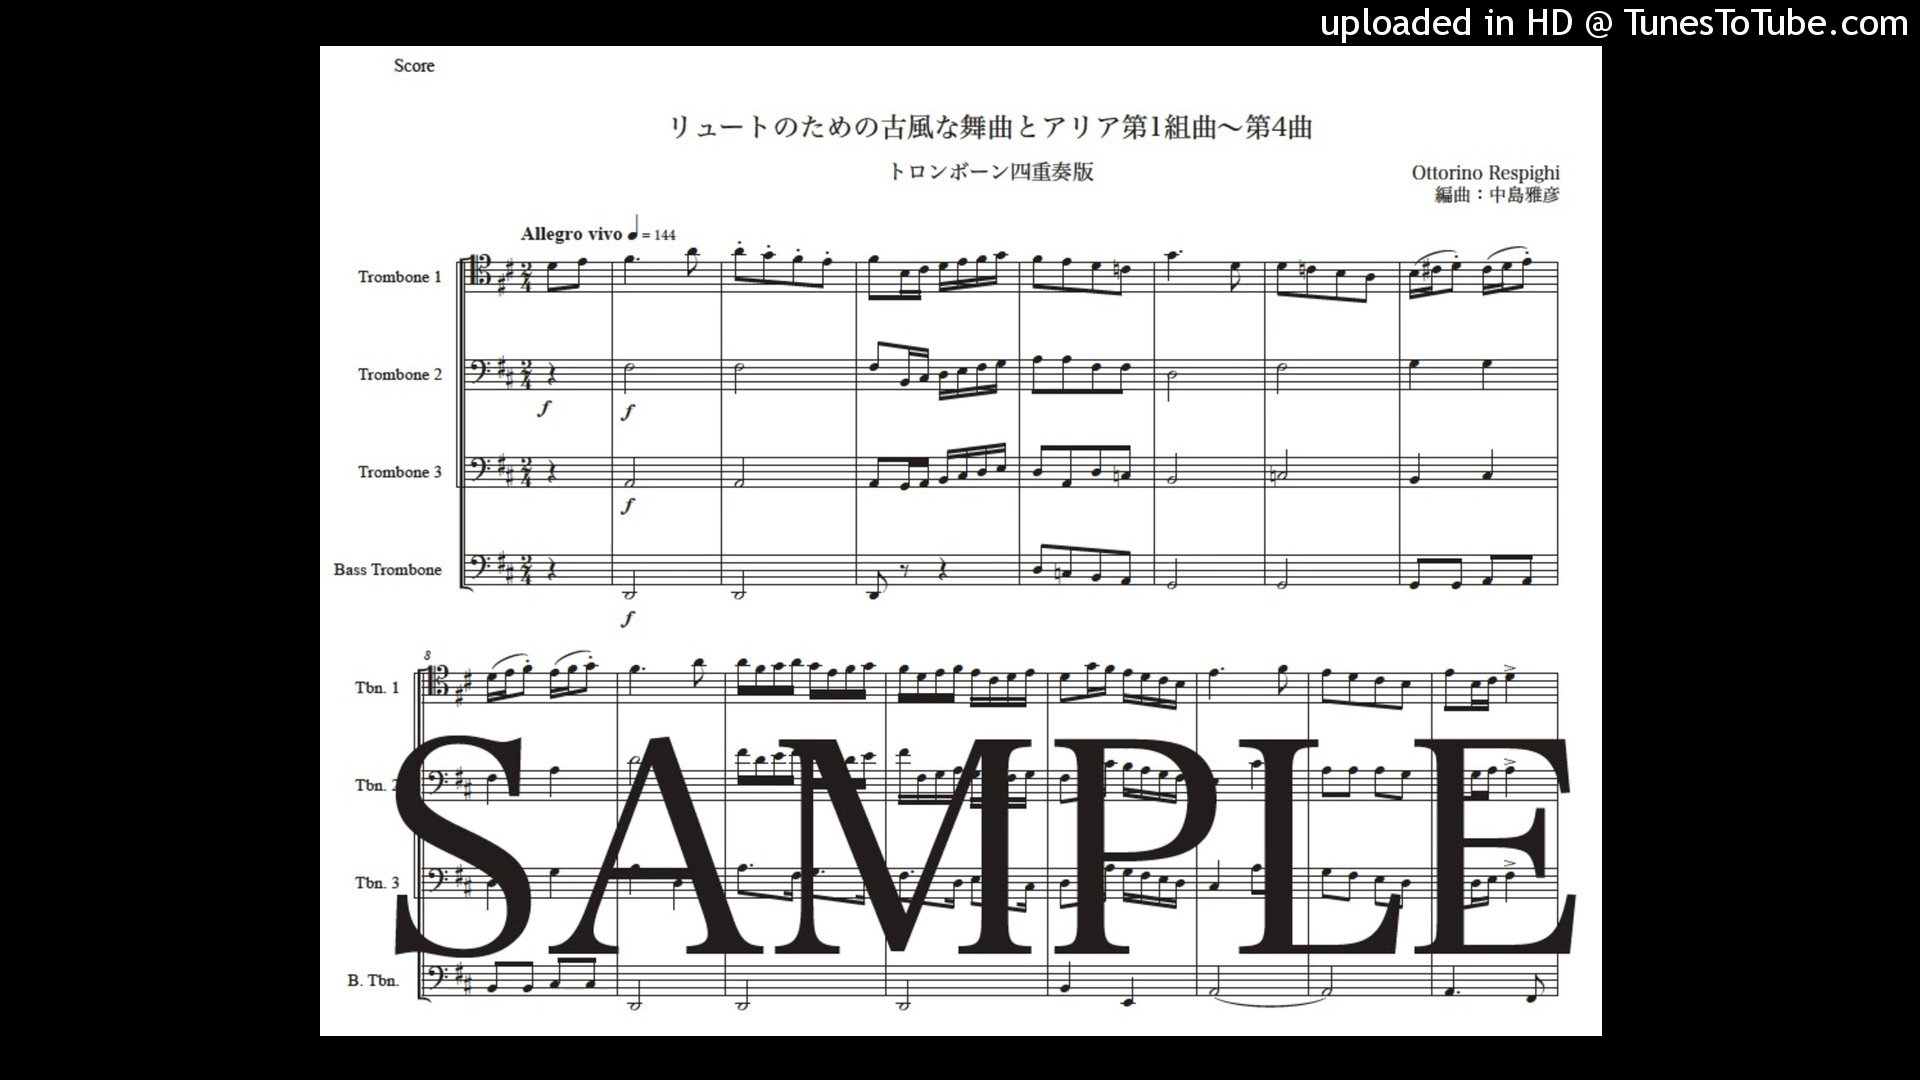 uploaded in HD @ TunesToTube.com
Score
リュートのための古風な舞曲とアリア第1組曲～第4曲
トロンボーン四重奏版
Ottorino Respighi
編曲：中島雅彦
Allegro vivo ♩ = 144
Trombone 1
Trombone 2
f f
Trombone 3
f
Bass Trombone
f
8
Tbn. 1
Tbn. 2
Tbn. 3
B. Tbn.
SAMPLE